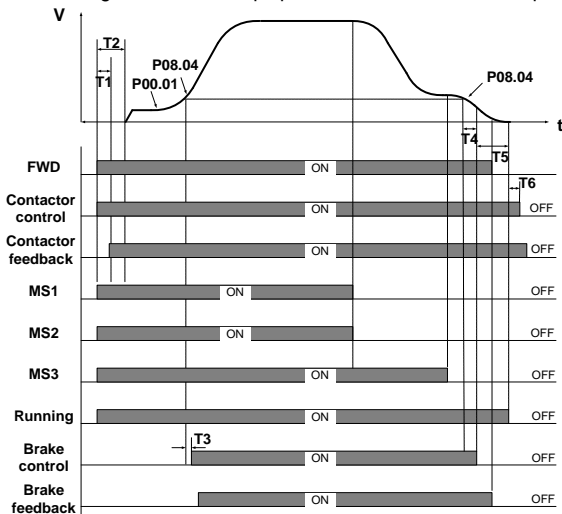 V
T2
P08.04
T1
P00.01
P08.04
t
T4
T5
FWD
ON
T6
Contactor
control
ON
OFF
Contactor
feedback
ON
OFF
MS1
ON
OFF
MS2
ON
OFF
MS3
ON
OFF
Running
ON
OFF
T3
Brake
control
ON
OFF
Brake
feedback
ON
OFF